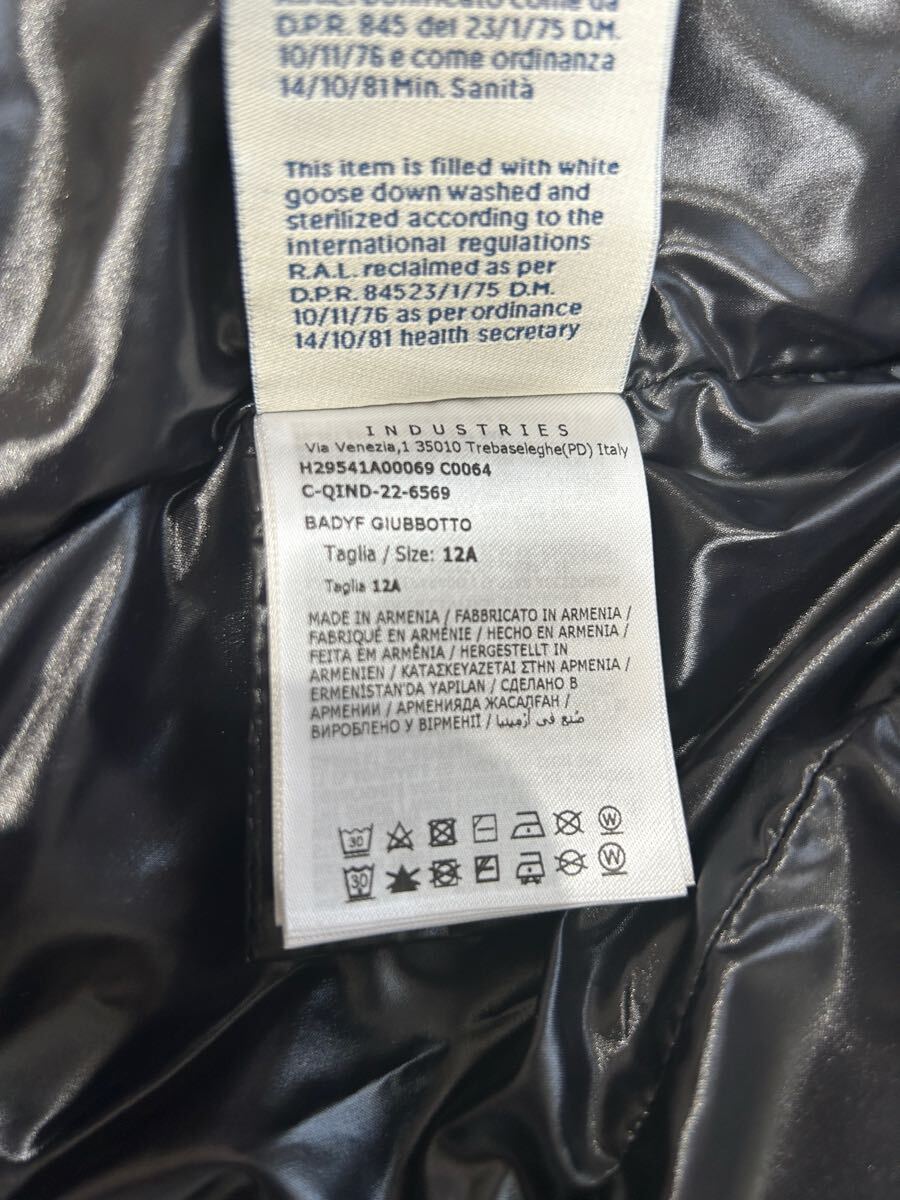 come da
D.P.R. 845 del 23/1/75 D.M.
10/11/76 e come ordinanza
14/10/81 Min. Sanità
This item is filled with white
goose down washed and
sterilized according to the
international regulations
R.A.L. reclaimed as per
D.P.R. 84523/1/75 D.M.
10/11/76 as per ordinance
14/10/81 health secretary
INDUSTRIES
Via Venezia,1 35010 Trebaseleghe(PD) Italy
H29541A00069 C0064
C-QIND-22-6569
BADYF GIUBBOTTO
Taglia / Size: 12A
Taglia 12A
MADE IN ARMENIA / FABBRICATO IN ARMENIA /
FABRIQUÉ EN ARMÉNIE / HECHO EN ARMENIA /
FEITA EM ARMÊNIA / HERGESTELLT IN
ARMENIEN / ΚΑΤΑΣΚΕΥΑΖΕΤΑΙ ΣΤΗΝ ΑΡΜΕΝΙΑ /
ERMENİSTAN'DA YAPILAN / СДЕЛАНО В
АРМЕНИИ / АРМЕНИЯДА ЖАСАЛҒАН /
ВИРОБЛЕНО У ВІРМЕНІЇ / صُنع في أرمينيا
30 W
30 W